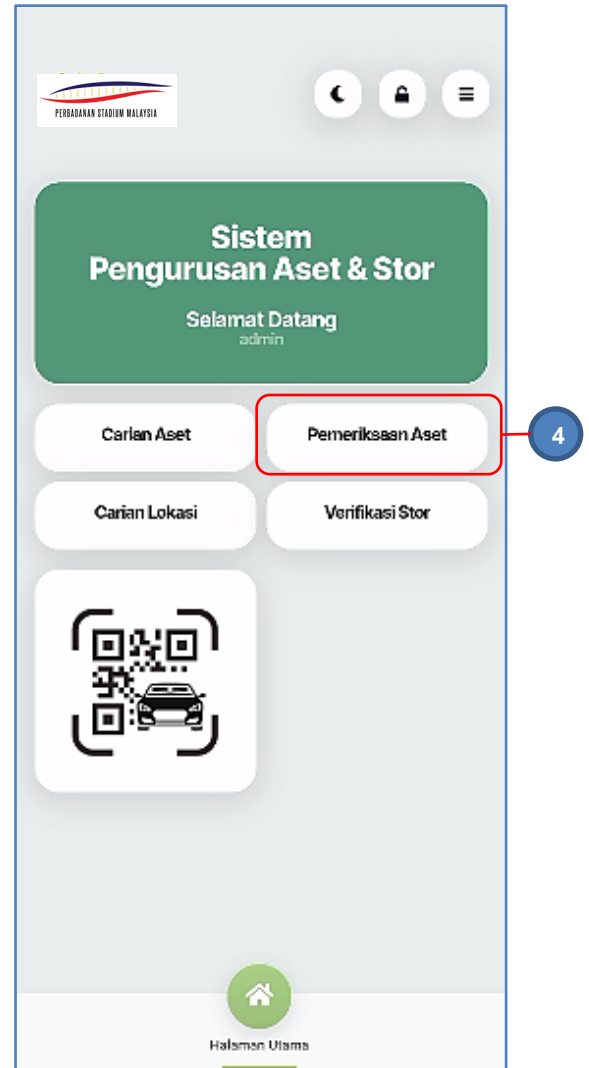 PERBADANAN STADIUM MALAYSIA
Sistem
Pengurusan Aset & Stor
Selamat Datang
admin
Carian Aset
Pemeriksaan Aset
4
Carian Lokasi
Verifikasi Stor
Halaman Utama